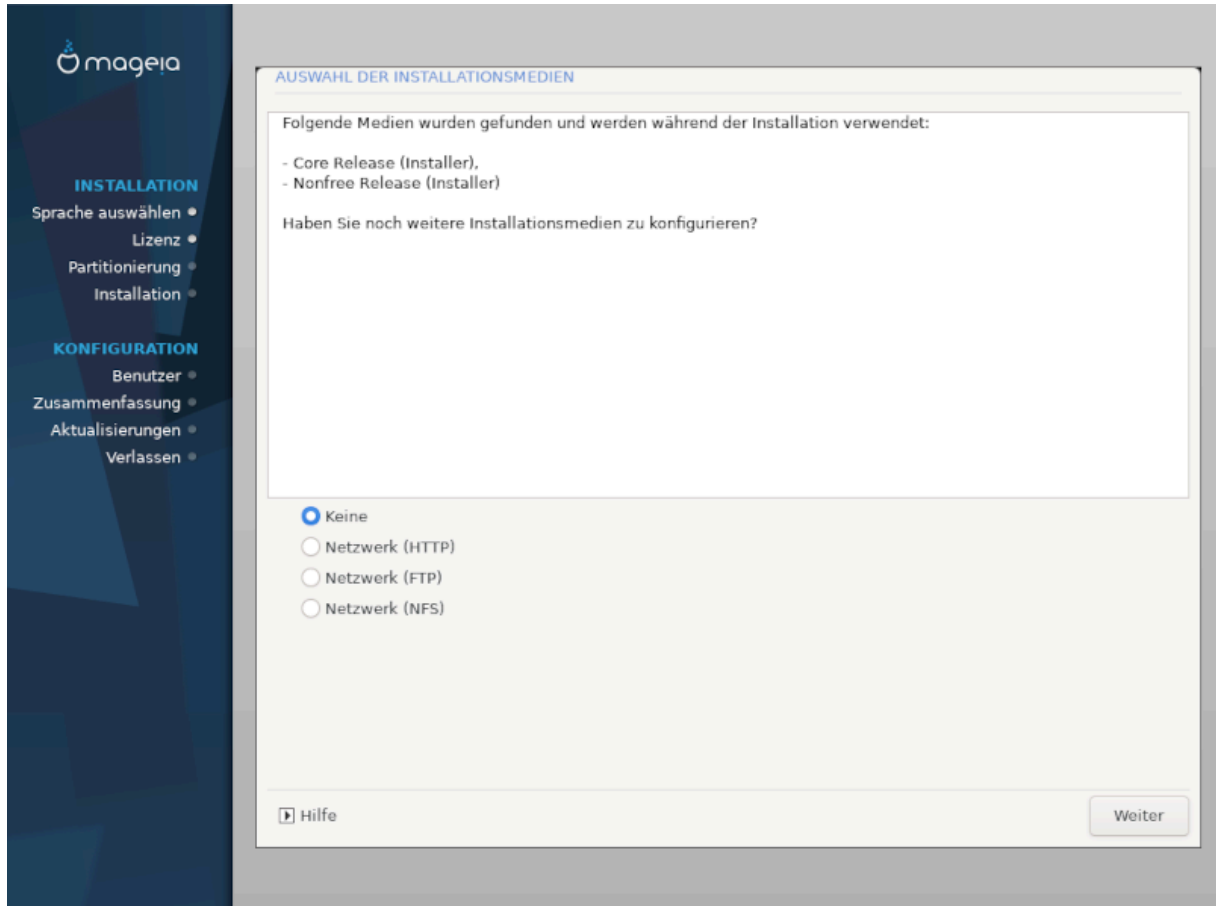 mageia
INSTALLATION
Sprache auswählen
Lizenz
Partitionierung
Installation
KONFIGURATION
Benutzer
Zusammenfassung
Aktualisierungen
Verlassen
AUSWAHL DER INSTALLATIONSMEDIEN
Folgende Medien wurden gefunden und werden während der Installation verwendet:
- Core Release (Installer),
- Nonfree Release (Installer)
Haben Sie noch weitere Installationsmedien zu konfigurieren?
Keine
Netzwerk (HTTP)
Netzwerk (FTP)
Netzwerk (NFS)
Hilfe
Weiter